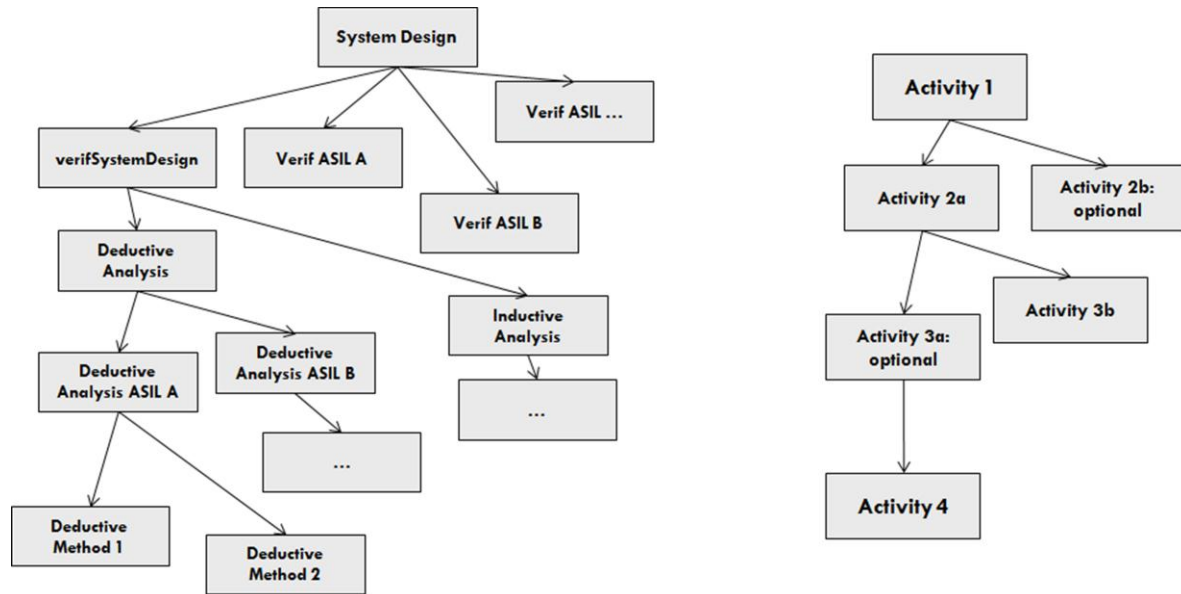 System Design
Verif ASIL ...
verifSystemDesign
Verif ASIL A
Verif ASIL B
Deductive
Analysis
Inductive
Analysis
Deductive
Analysis ASIL A
Deductive
Analysis ASIL B
...
...
Deductive
Method 1
Deductive
Method 2
Activity 1
Activity 2a
Activity 2b:
optional
Activity 3a:
optional
Activity 3b
Activity 4